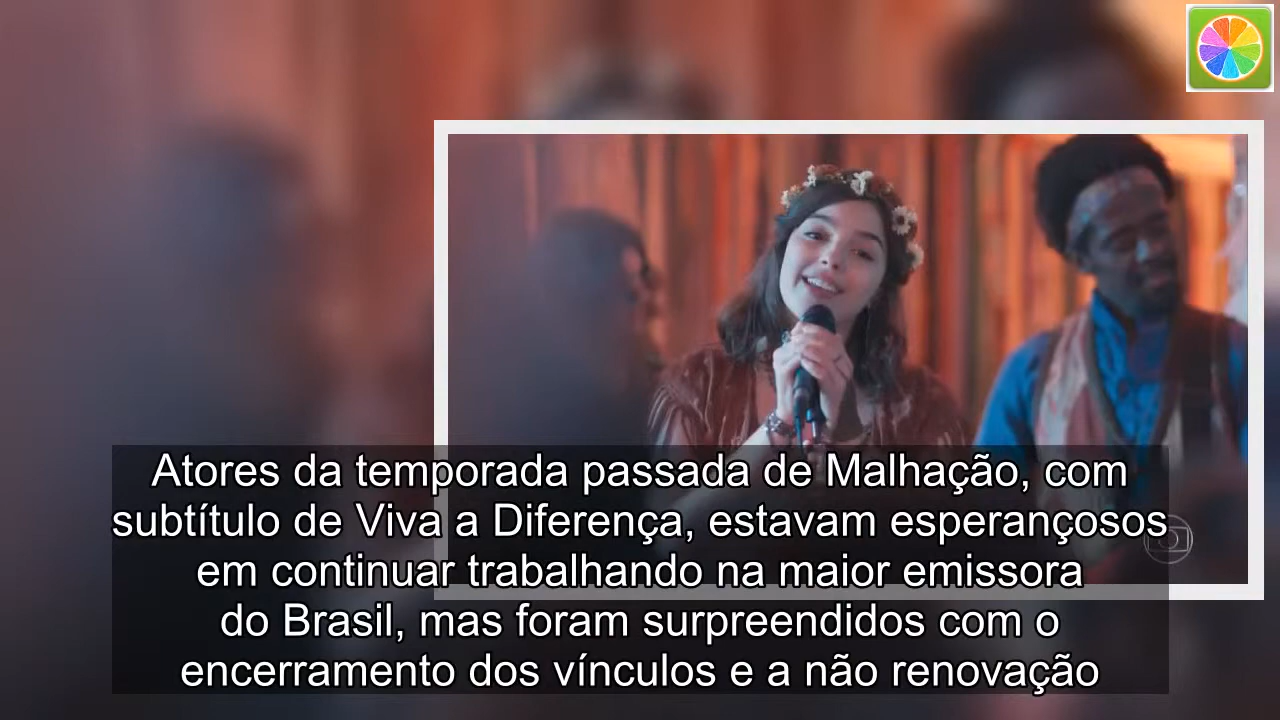 Atores da temporada passada de Malhação, com
subtítulo de Viva a Diferença, estavam esperançosos
em continuar trabalhando na maior emissora
do Brasil, mas foram surpreendidos com o
encerramento dos vínculos e a não renovação